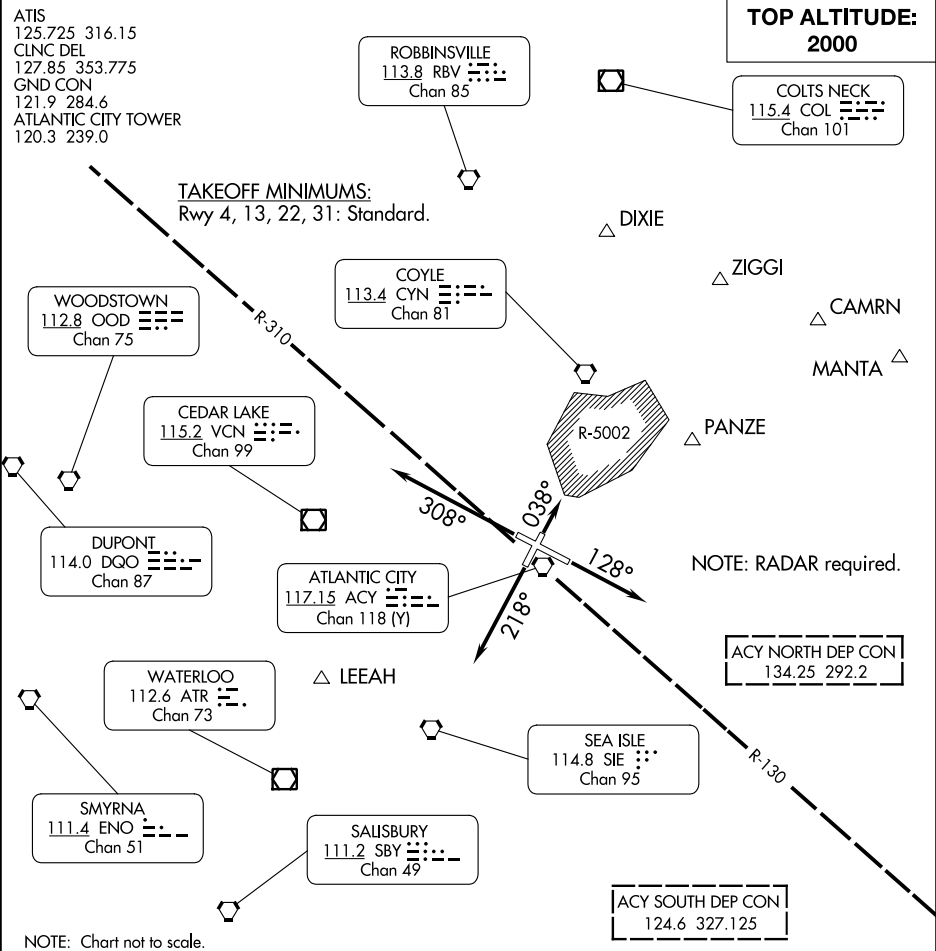 ATIS
125.725 316.15
CLNC DEL
127.85 353.775
GND CON
121.9 284.6
ATLANTIC CITY TOWER
120.3 239.0
TOP ALTITUDE:
2000
ROBBINSVILLE
113.8 RBV
Chan 85
COLTS NECK
115.4 COL
Chan 101
TAKEOFF MINIMUMS:
Rwy 4, 13, 22, 31: Standard.
DIXIE
ZIGGI
COYLE
113.4 CYN
Chan 81
CAMRN
MANTA
WOODSTOWN
112.8 OOD
Chan 75
R-310
CEDAR LAKE
115.2 VCN
Chan 99
R-5002
PANZE
308°
038°
128°
218°
DUPONT
114.0 DQO
Chan 87
ATLANTIC CITY
117.15 ACY
Chan 118 (Y)
NOTE: RADAR required.
ACY NORTH DEP CON
134.25 292.2
LEEAH
WATERLOO
112.6 ATR
Chan 73
SEA ISLE
114.8 SIE
Chan 95
R-130
SMYRNA
111.4 ENO
Chan 51
SALISBURY
111.2 SBY
Chan 49
ACY SOUTH DEP CON
124.6 327.125
NOTE: Chart not to scale.